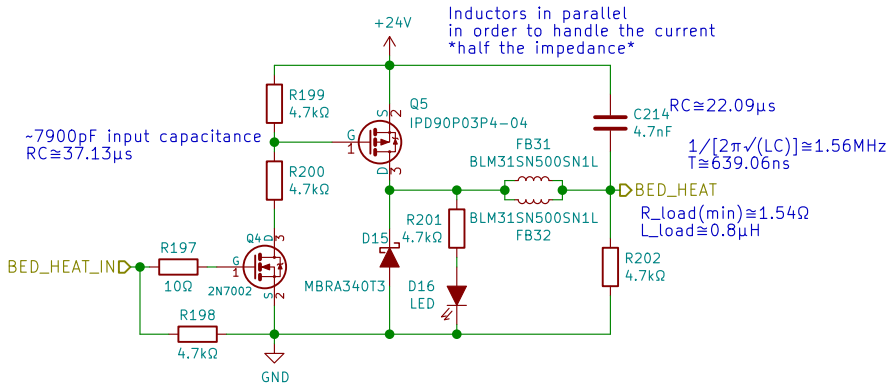 Inductors in parallel
in order to handle the current
*half the impedance*
+24V
R199
4.7kΩ
Q5
IPD90P03P4-04
S
2
G
1
D
3
~7900pF input capacitance
RC≅37.13µs
R200
4.7kΩ
C214
4.7nF
RC≅22.09µs
1/[2π√(LC)]≅1.56MHz
T≅639.06ns
FB31
BLM31SN500SN1L
BLM31SN500SN1L
FB32
BED_HEAT
R_load(min)≅1.54Ω
L_load≅0.8µH
R201
4.7kΩ
D15
MBRA340T3
D16
LED
R202
4.7kΩ
BED_HEAT_IN
R197
10Ω
Q4
D
3
G
1
S
2
2N7002
R198
4.7kΩ
GND